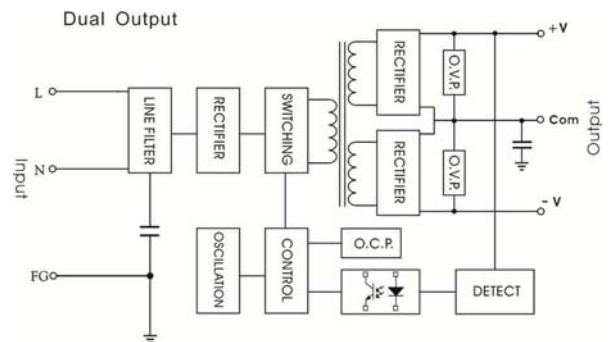 Dual Output
Input
L
N
FG
LINE FILTER
RECTIFIER
SWITCHING
RECTIFIER
RECTIFIER
O.V.P.
O.V.P.
+V
Com
- V
Output
OSCILLATION
CONTROL
O.C.P.
DETECT